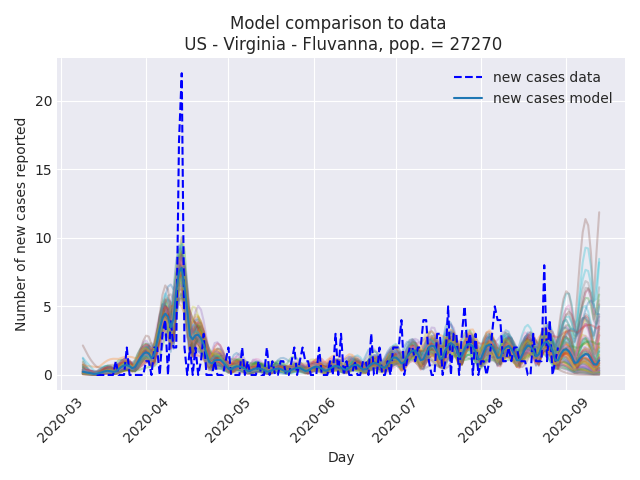 Model comparison to data
US - Virginia - Fluvanna, pop. = 27270
new cases data
new cases model
Number of new cases reported
20
15
10
5
0
2020-03
2020-04
2020-05
2020-06
2020-07
2020-08
2020-09
Day